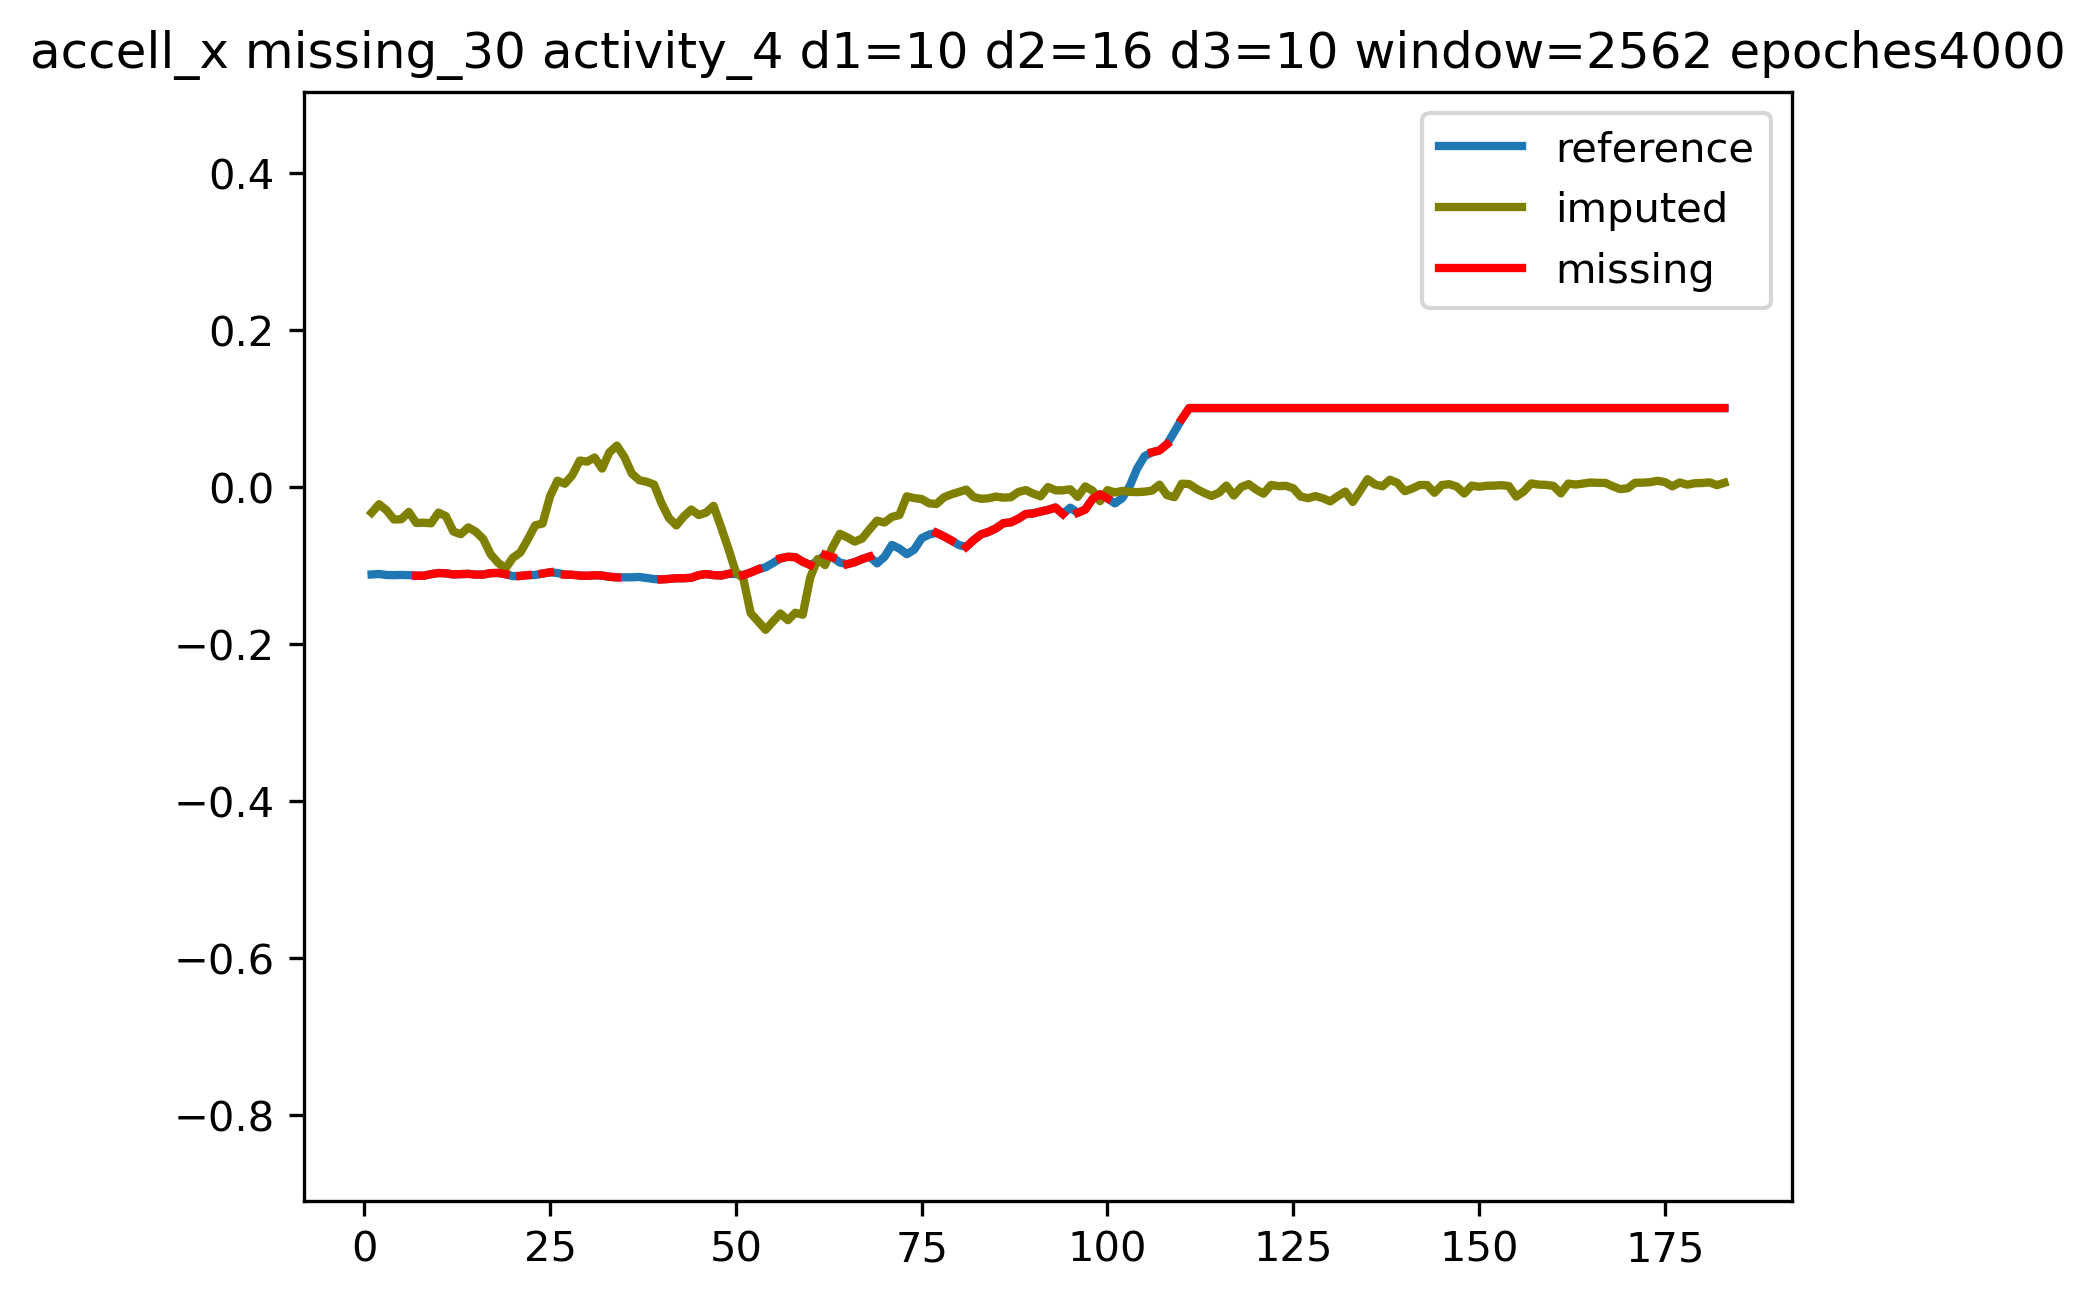 accell_x missing_30 activity_4 d1=10 d2=16 d3=10 window=2562 epoches4000
reference
imputed
missing
0.4
0.2
0.0
−0.2
−0.4
−0.6
−0.8
0 25 50 75 100 125 150 175